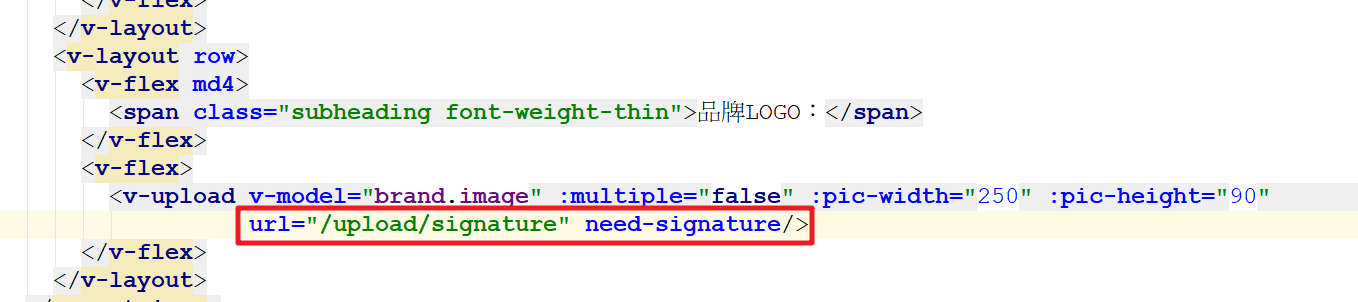 </v-flex>
</v-layout>
<v-layout row>
<v-flex md4>
<span class="subheading font-weight-thin">品牌LOGO：</span>
</v-flex>
<v-flex>
<v-upload v-model="brand.image" :multiple="false" :pic-width="250" :pic-height="90"
url="/upload/signature" need-signature/>
</v-flex>
</v-layout>